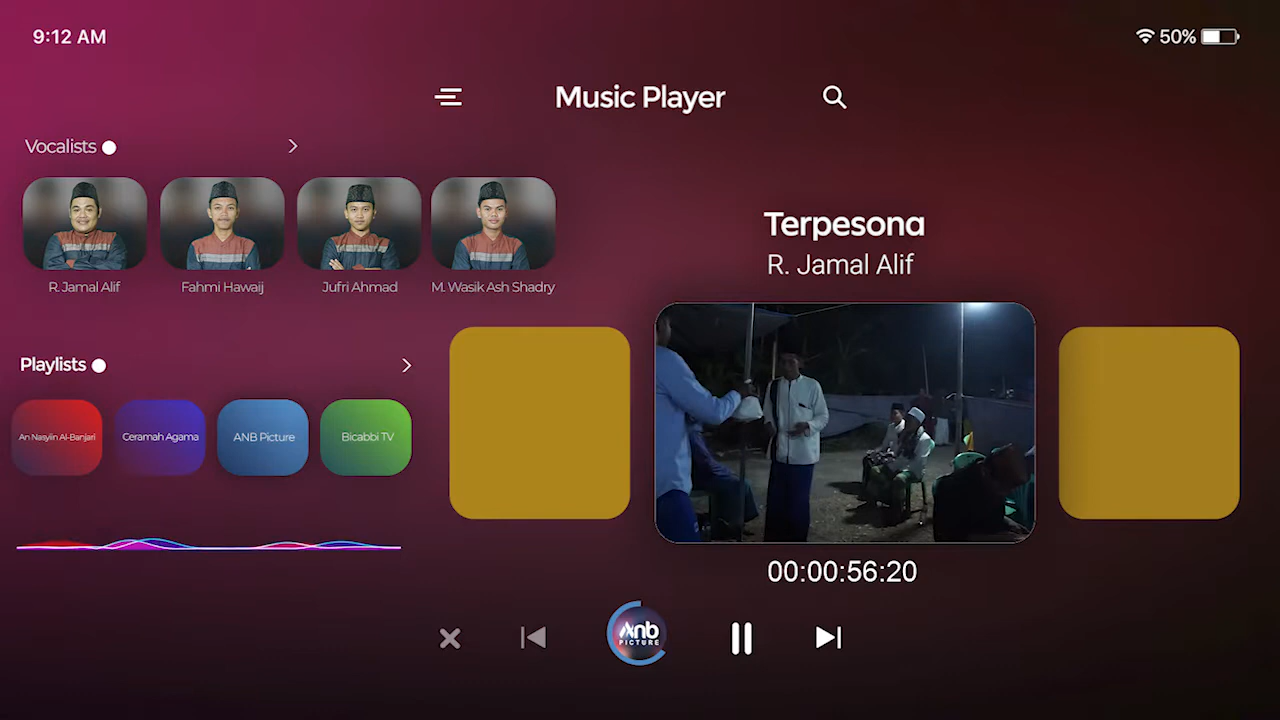 9:12 AM
50%
Music Player
Vocalists
R. Jamal Alif
Fahmi Hawaij
Jufri Ahmad
M. Wasik Ash Shadry
Terpesona
R. Jamal Alif
Playlists
An Nasyiin Al-Banjari
Ceramah Agama
ANB Picture
Bicabbi TV
00:00:56:20
Anb
PICTURE